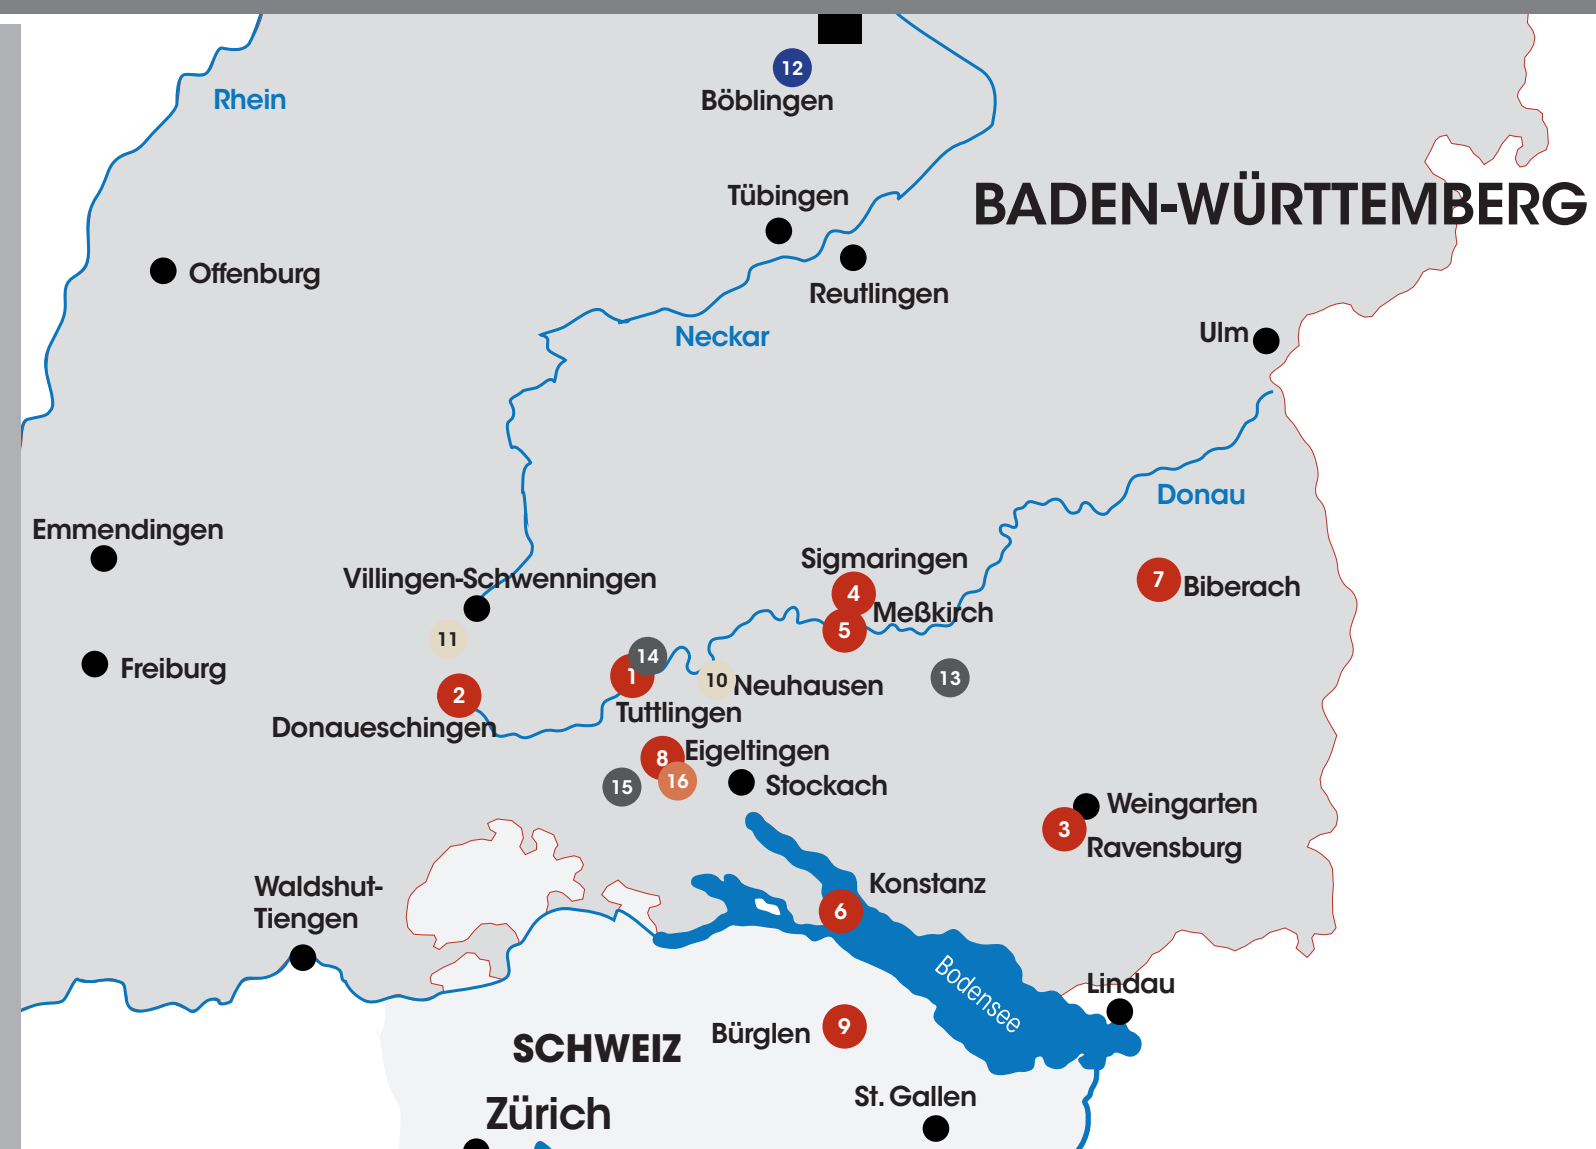 12
Böblingen
Rhein
Tübingen
BADEN-WÜRTTEMBERG
Offenburg
Reutlingen
Neckar
Ulm
Donau
Emmendingen
Villingen-Schwenningen
Sigmaringen
4
7
Biberach
Meßkirch
5
11
Freiburg
14
1
10
Neuhausen
13
2
Donaueschingen
Tuttlingen
8
Eigeltingen
15
16
Stockach
Weingarten
3
Ravensburg
Waldshut-
Tiengen
Konstanz
6
Bodensee
Lindau
SCHWEIZ
Bürglen
9
St. Gallen
Zürich